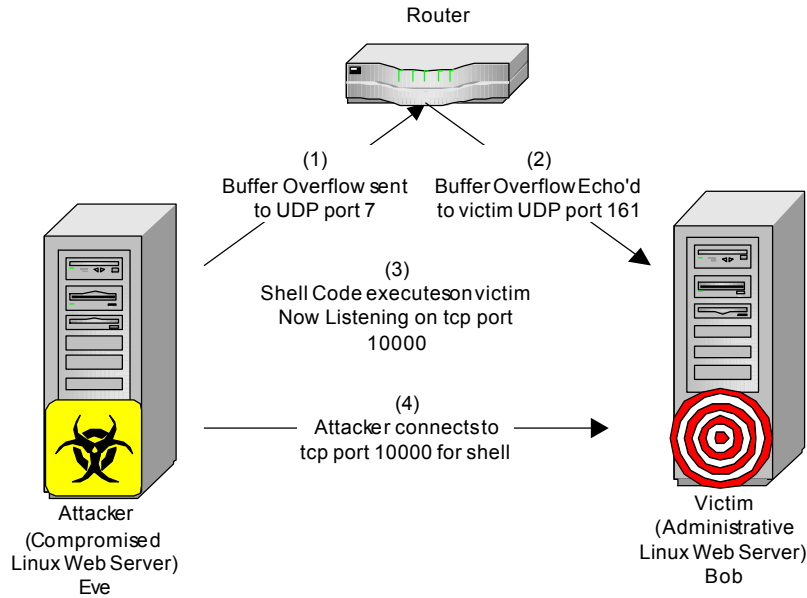 Router
(1)
Buffer Overflow sent
to UDP port 7
(2)
Buffer Overflow Echo'd
to victim UDP port 161
(3)
Shell Code executes on victim
Now Listening on tcp port
10000
(4)
Attacker connects to
tcp port 10000 for shell
Attacker
(Compromised
Linux Web Server)
Eve
Victim
(Administrative
Linux Web Server)
Bob